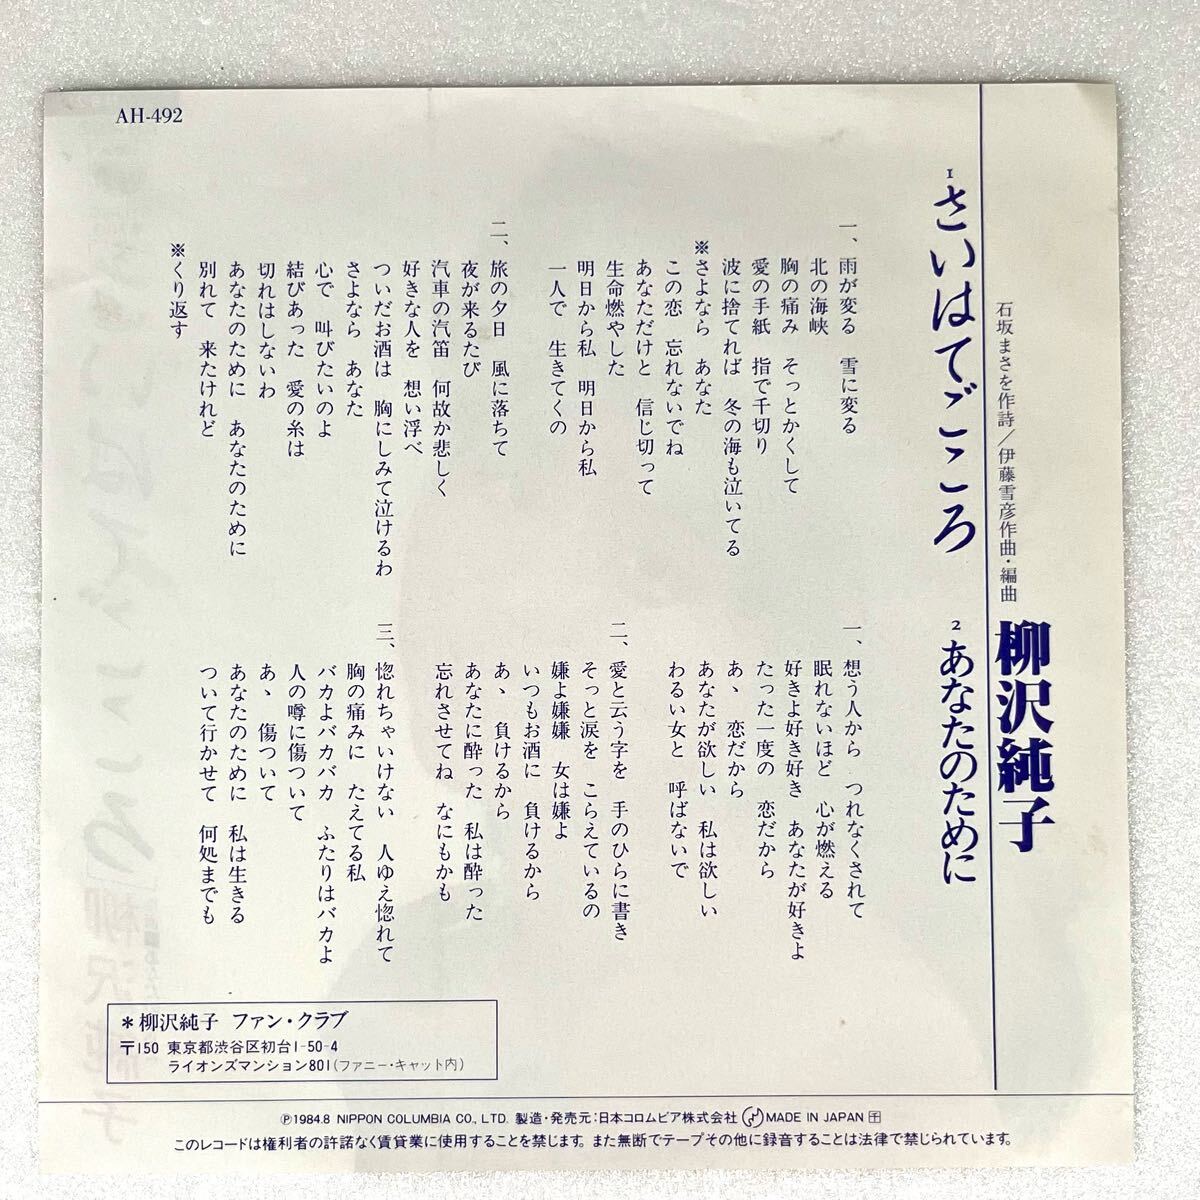 AH-492
石坂まさを作詩／伊藤雪彦作曲・編曲
柳沢純子
1 さいはてごころ
一、雨が変る　雪に変る
北の海峡
胸の痛み　そっとかくして
愛の手紙　指で千切り
波に捨てれば　冬の海も泣いてる
※さよなら　あなた
この恋　忘れないでね
あなただけと　信じ切って
生命燃やした
明日から私　明日から私
一人で　生きてくの
二、旅の夕日　風に落ちて
夜が来るたび
汽車の汽笛　何故か悲しく
好きな人を　想い浮べ
ついだお酒は　胸にしみて泣けるわ
さよなら　あなた
心で　叫びたいのよ
結びあった　愛の糸は
切れはしないわ
あなたのために　あなたのために
別れて　来たけれど
※くり返す
2 あなたのために
一、想う人から　つれなくされて
眠れないほど　心が燃える
好きよ好き好き　あなたが好きよ
たった一度の　恋だから
あゝ　恋だから
あなたが欲しい　私は欲しい
わるい女と　呼ばないで
二、愛と云う字を　手のひらに書き
そっと涙を　こらえているの
嫌よ嫌嫌　女は嫌よ
いつもお酒に　負けるから
あゝ　負けるから
あなたに酔った　私は酔った
忘れさせてね　なにもかも
三、惚れちゃいけない　人ゆえ惚れて
胸の痛みに　たえてる私
バカよバカバカ　ふたりはバカよ
人の噂に傷ついて
あゝ　傷ついて
あなたのために　私は生きる
ついて行かせて　何処までも
＊柳沢純子 ファン・クラブ
〒150 東京都渋谷区初台1-50-4
ライオンズマンション801(ファニー・キャット内)
Ⓟ1984.8 NIPPON COLUMBIA CO., LTD. 製造・発売元：日本コロムビア株式会社 MADE IN JAPAN
このレコードは権利者の許諾なく賃貸業に使用することを禁じます。また無断でテープその他に録音することは法律で禁じられています。